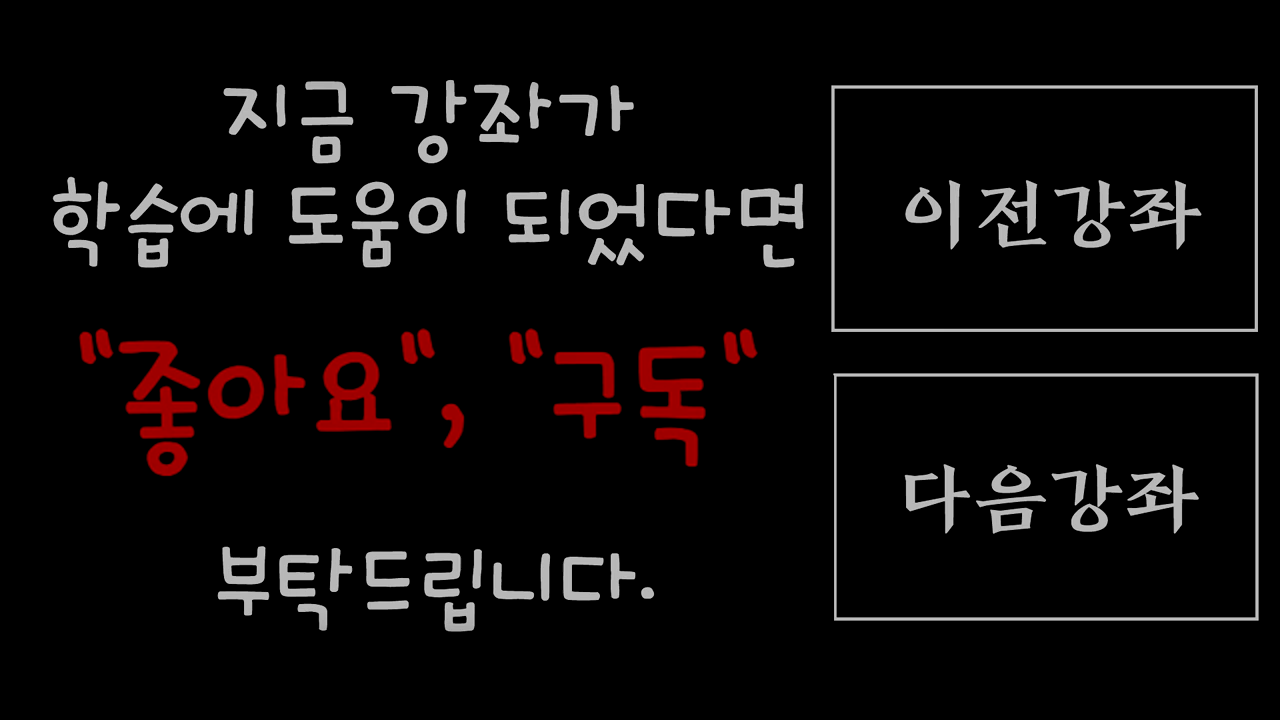 지금 강좌가
학습에 도움이 되었다면
"좋아요", "구독"
부탁드립니다.
이전강좌
다음강좌